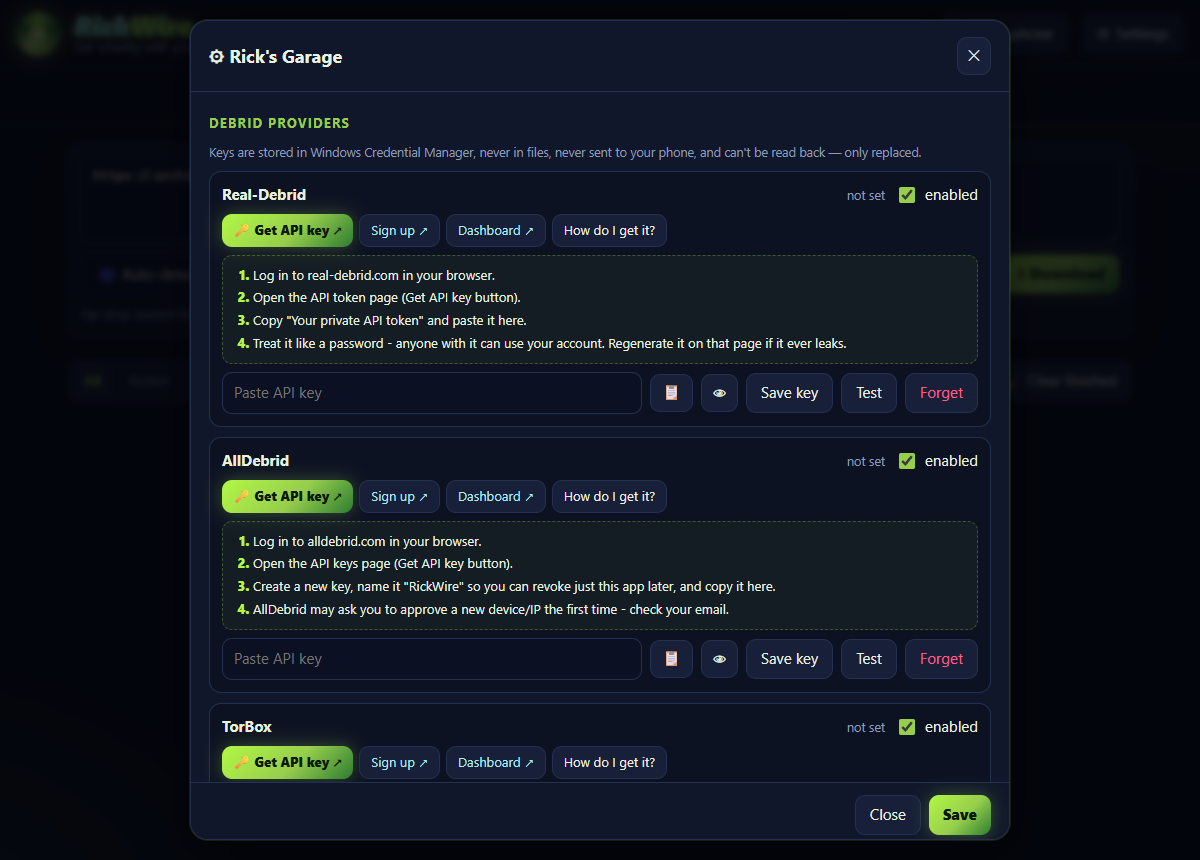 RickWire
Settings
⚙ Rick's Garage
✕
DEBRID PROVIDERS
Keys are stored in Windows Credential Manager, never in files, never sent to your phone, and can't be read back — only replaced.
Real-Debrid not set enabled
Get API key ↗ Sign up ↗ Dashboard ↗ How do I get it?
1. Log in to real-debrid.com in your browser.
2. Open the API token page (Get API key button).
3. Copy "Your private API token" and paste it here.
4. Treat it like a password - anyone with it can use your account. Regenerate it on that page if it ever leaks.
Paste API key Save key Test Forget
AllDebrid not set enabled
Get API key ↗ Sign up ↗ Dashboard ↗ How do I get it?
1. Log in to alldebrid.com in your browser.
2. Open the API keys page (Get API key button).
3. Create a new key, name it "RickWire" so you can revoke just this app later, and copy it here.
4. AllDebrid may ask you to approve a new device/IP the first time - check your email.
Paste API key Save key Test Forget
TorBox not set enabled
Get API key ↗ Sign up ↗ Dashboard ↗ How do I get it?
Close Save